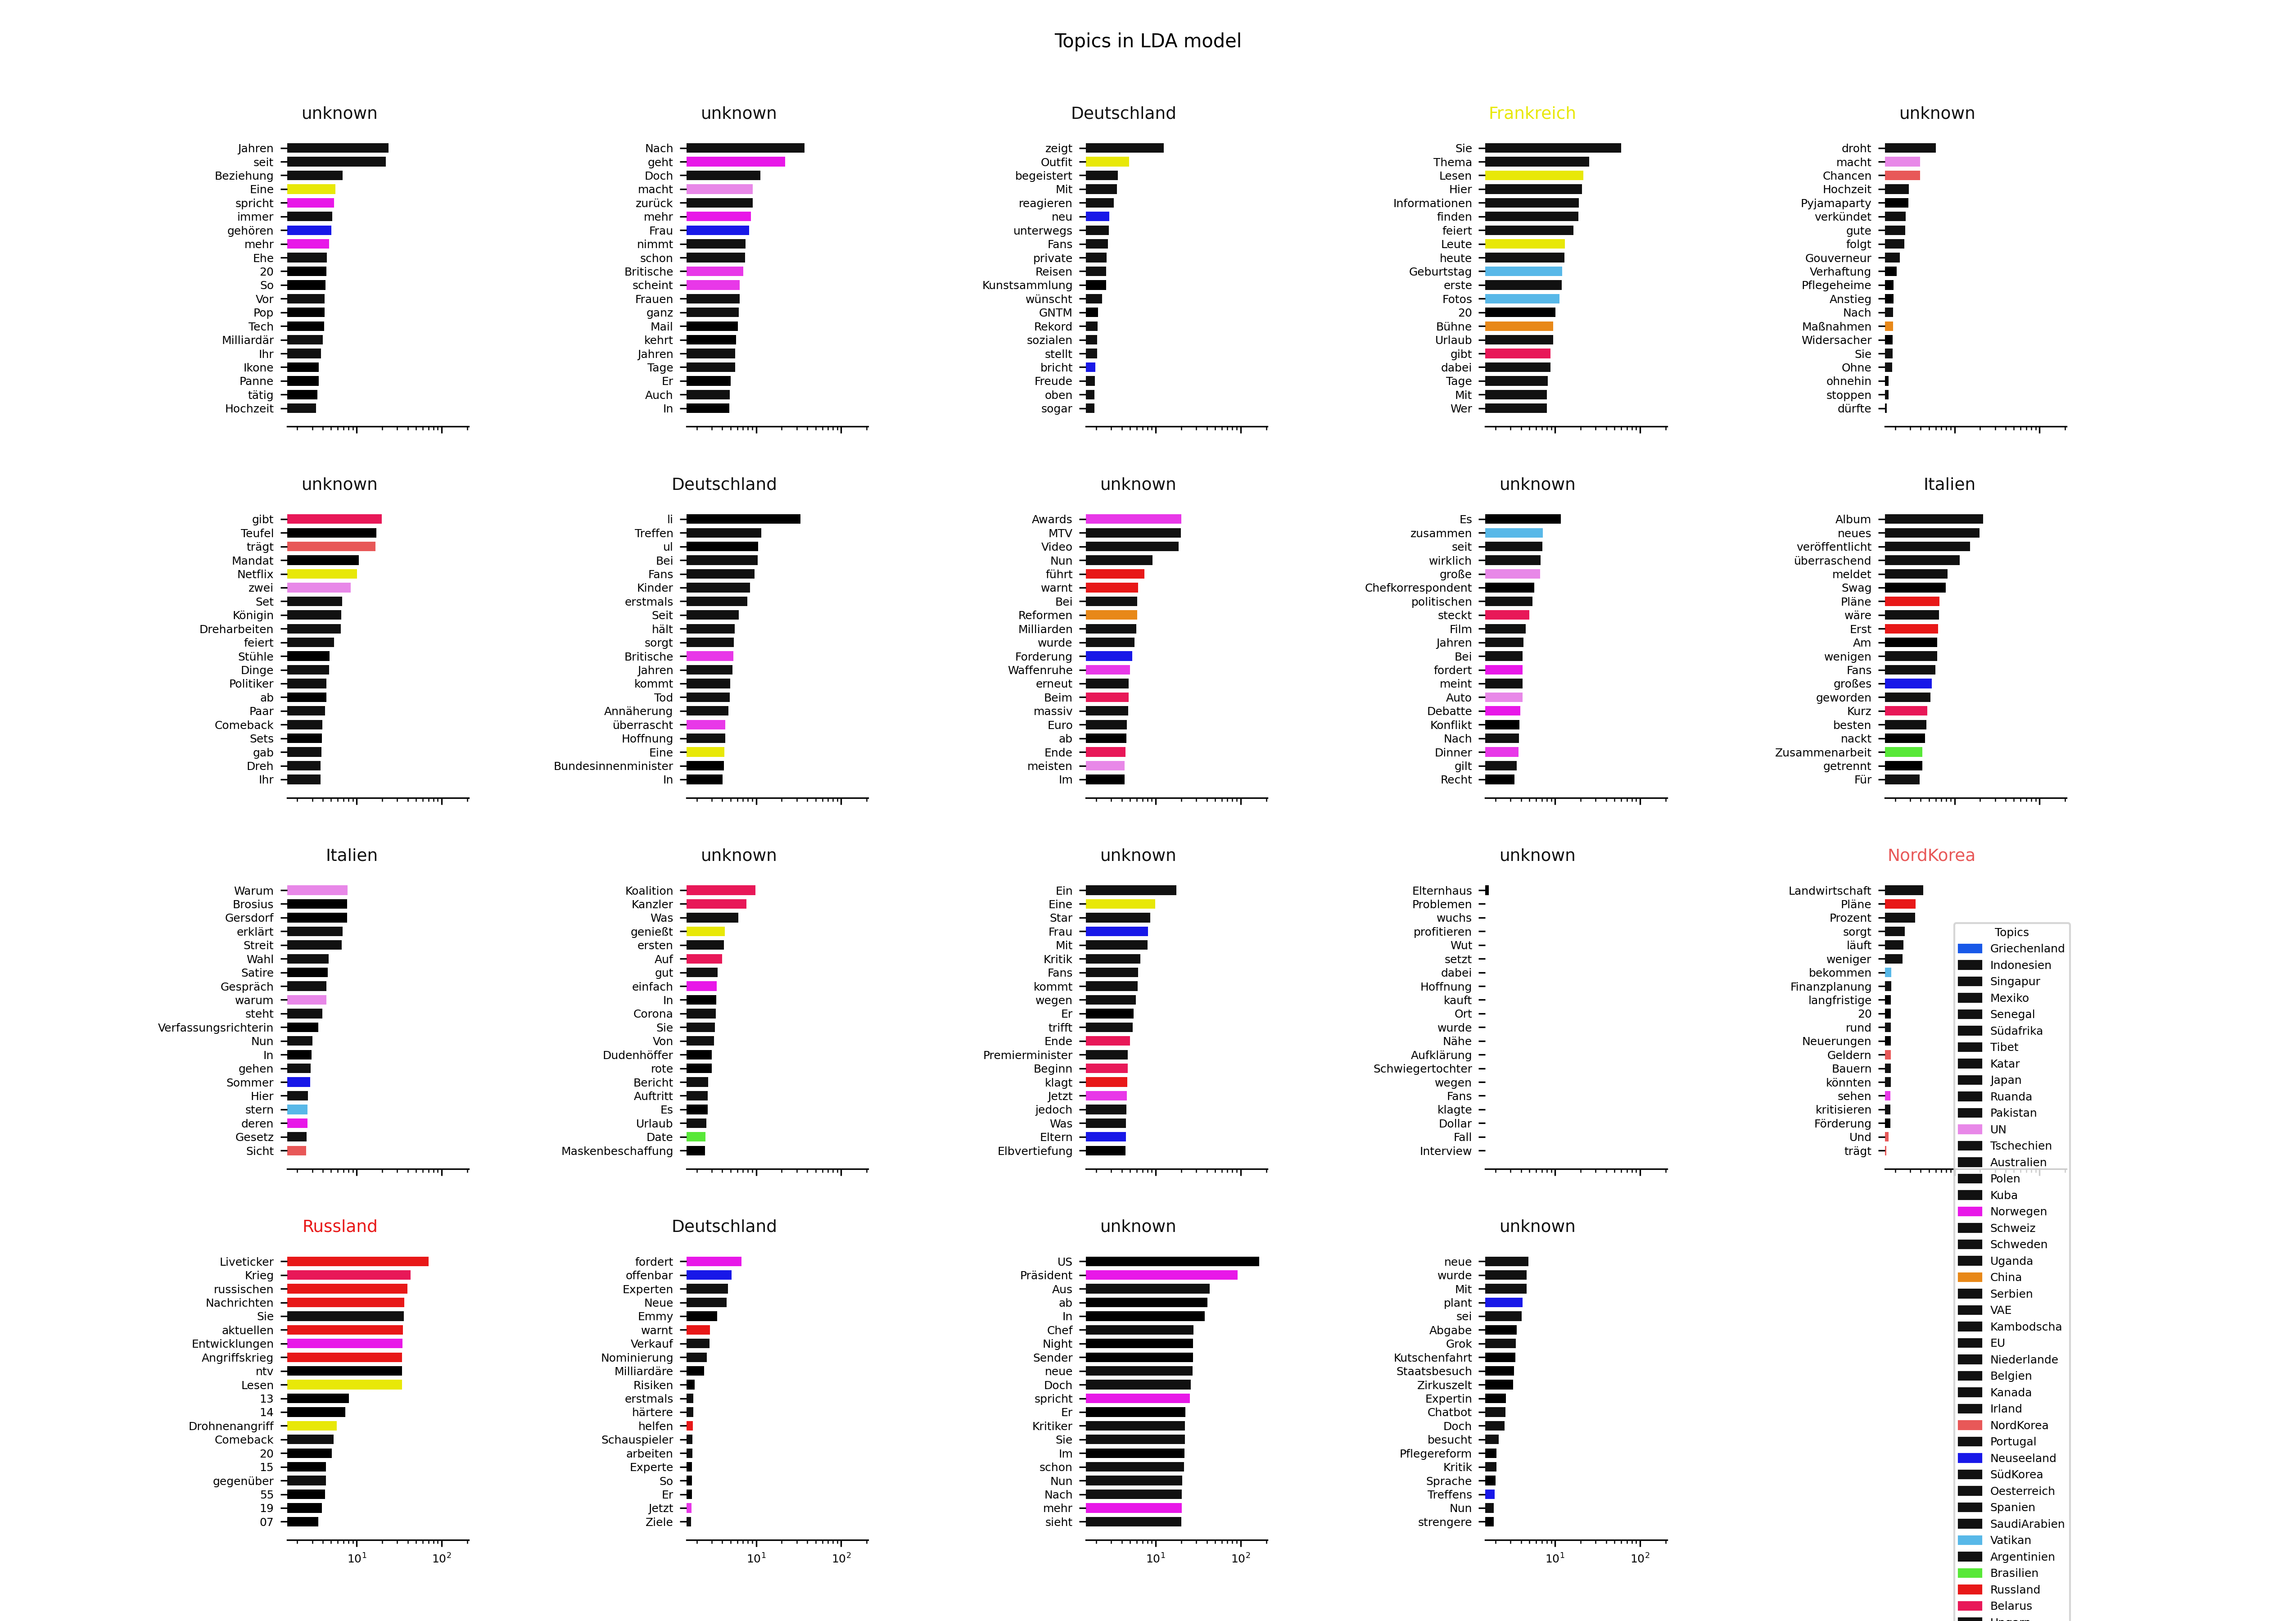 Topics in LDA model
unknown
Jahren
seit
Beziehung
Eine
spricht
immer
gehören
mehr
Ehe
20
So
Vor
Pop
Tech
Milliardär
Ihr
Ikone
Panne
tätig
Hochzeit
unknown
Nach
geht
Doch
macht
zurück
mehr
Frau
nimmt
schon
Britische
scheint
Frauen
ganz
Mail
kehrt
Jahren
Tage
Er
Auch
In
Deutschland
zeigt
Outfit
begeistert
Mit
reagieren
neu
unterwegs
Fans
private
Reisen
Kunstsammlung
wünscht
GNTM
Rekord
sozialen
stellt
bricht
Freude
oben
sogar
Frankreich
Sie
Thema
Lesen
Hier
Informationen
finden
feiert
Leute
heute
Geburtstag
erste
Fotos
20
Bühne
Urlaub
gibt
dabei
Tage
Mit
Wer
unknown
droht
macht
Chancen
Hochzeit
Pyjamaparty
verkündet
gute
folgt
Gouverneur
Verhaftung
Pflegeheime
Anstieg
Nach
Maßnahmen
Widersacher
Sie
Ohne
ohnehin
stoppen
dürfte
unknown
gibt
Teufel
trägt
Mandat
Netflix
zwei
Set
Königin
Dreharbeiten
feiert
Stühle
Dinge
Politiker
ab
Paar
Comeback
Sets
gab
Dreh
Ihr
Deutschland
li
Treffen
ul
Bei
Fans
Kinder
erstmals
Seit
hält
sorgt
Britische
Jahren
kommt
Tod
Annäherung
überrascht
Hoffnung
Eine
Bundesinnenminister
In
unknown
Awards
MTV
Video
Nun
führt
warnt
Bei
Reformen
Milliarden
wurde
Forderung
Waffenruhe
erneut
Beim
massiv
Euro
ab
Ende
meisten
Im
unknown
Es
zusammen
seit
wirklich
große
Chefkorrespondent
politischen
steckt
Film
Jahren
Bei
fordert
meint
Auto
Debatte
Konflikt
Nach
Dinner
gilt
Recht
Italien
Album
neues
veröffentlicht
überraschend
meldet
Swag
Pläne
wäre
Erst
Am
wenigen
Fans
großes
geworden
Kurz
besten
nackt
Zusammenarbeit
getrennt
Für
Italien
Warum
Brosius
Gersdorf
erklärt
Streit
Wahl
Satire
Gespräch
warum
steht
Verfassungsrichterin
Nun
In
gehen
Sommer
Hier
stern
deren
Gesetz
Sicht
unknown
Koalition
Kanzler
Was
genießt
ersten
Auf
gut
einfach
In
Corona
Sie
Von
Dudenhöffer
rote
Bericht
Auftritt
Es
Urlaub
Date
Maskenbeschaffung
unknown
Ein
Eine
Star
Frau
Mit
Kritik
Fans
kommt
wegen
Er
trifft
Ende
Premierminister
Beginn
klagt
Jetzt
jedoch
Was
Eltern
Elbvertiefung
unknown
Elternhaus
Problemen
wuchs
profitieren
Wut
setzt
dabei
Hoffnung
kauft
Ort
wurde
Nähe
Aufklärung
Schwiegertochter
wegen
Fans
klagte
Dollar
Fall
Interview
NordKorea
Landwirtschaft
Pläne
Prozent
sorgt
läuft
weniger
bekommen
Finanzplanung
langfristige
20
rund
Neuerungen
Geldern
Bauern
könnten
sehen
kritisieren
Förderung
Und
trägt
Russland
Liveticker
Krieg
russischen
Nachrichten
Sie
aktuellen
Entwicklungen
Angriffskrieg
ntv
Lesen
13
14
Drohnenangriff
Comeback
20
15
gegenüber
55
19
07
10¹ 10²
Deutschland
fordert
offenbar
Experten
Neue
Emmy
warnt
Verkauf
Nominierung
Milliardäre
Risiken
erstmals
härtere
helfen
Schauspieler
arbeiten
Experte
So
Er
Jetzt
Ziele
10¹ 10²
unknown
US
Präsident
Aus
ab
In
Chef
Night
Sender
neue
Doch
spricht
Er
Kritiker
Sie
Im
schon
Nun
Nach
mehr
sieht
10¹ 10²
unknown
neue
wurde
Mit
plant
sei
Abgabe
Grok
Kutschenfahrt
Staatsbesuch
Zirkuszelt
Expertin
Chatbot
Doch
besucht
Pflegereform
Kritik
Sprache
Treffens
Nun
strengere
10¹ 10²
Topics
Griechenland
Indonesien
Singapur
Mexiko
Senegal
Südafrika
Tibet
Katar
Japan
Ruanda
Pakistan
UN
Tschechien
Australien
Polen
Kuba
Norwegen
Schweiz
Schweden
Uganda
China
Serbien
VAE
Kambodscha
EU
Niederlande
Belgien
Kanada
Irland
NordKorea
Portugal
Neuseeland
SüdKorea
Oesterreich
Spanien
SaudiArabien
Vatikan
Argentinien
Brasilien
Russland
Belarus